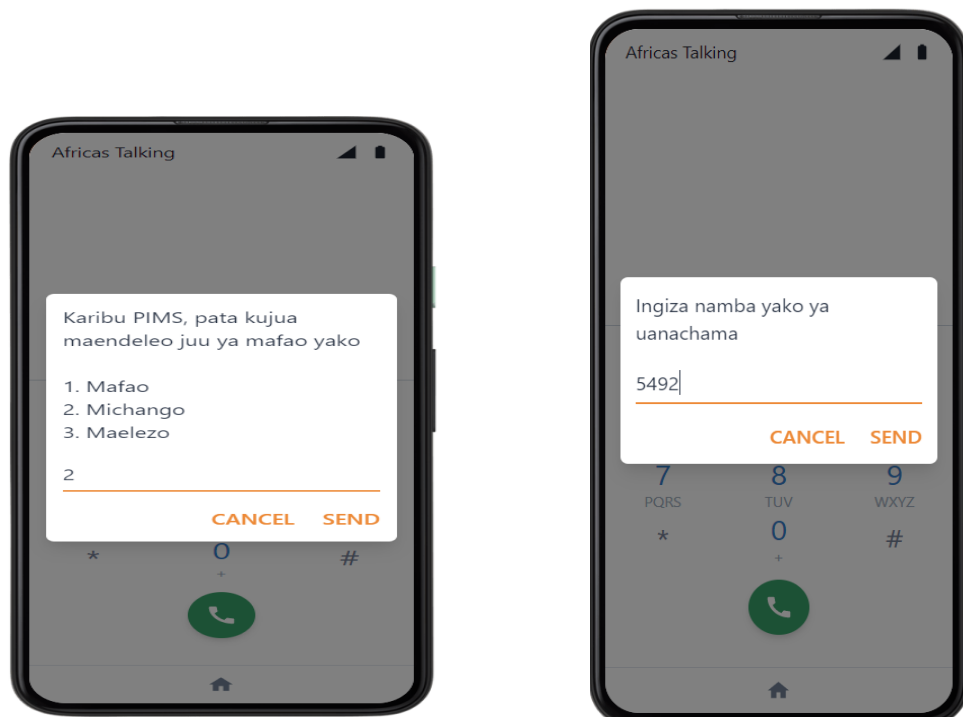 Africas Talking
Karibu PIMS, pata kujua
maendeleo juu ya mafao yako
1. Mafao
2. Michango
3. Maelezo
2
CANCEL SEND
* 0 #
+
Africas Talking
Ingiza namba yako ya
uanachama
5492
CANCEL SEND
7 8 9
PQRS TUV WXYZ
* 0 #
+